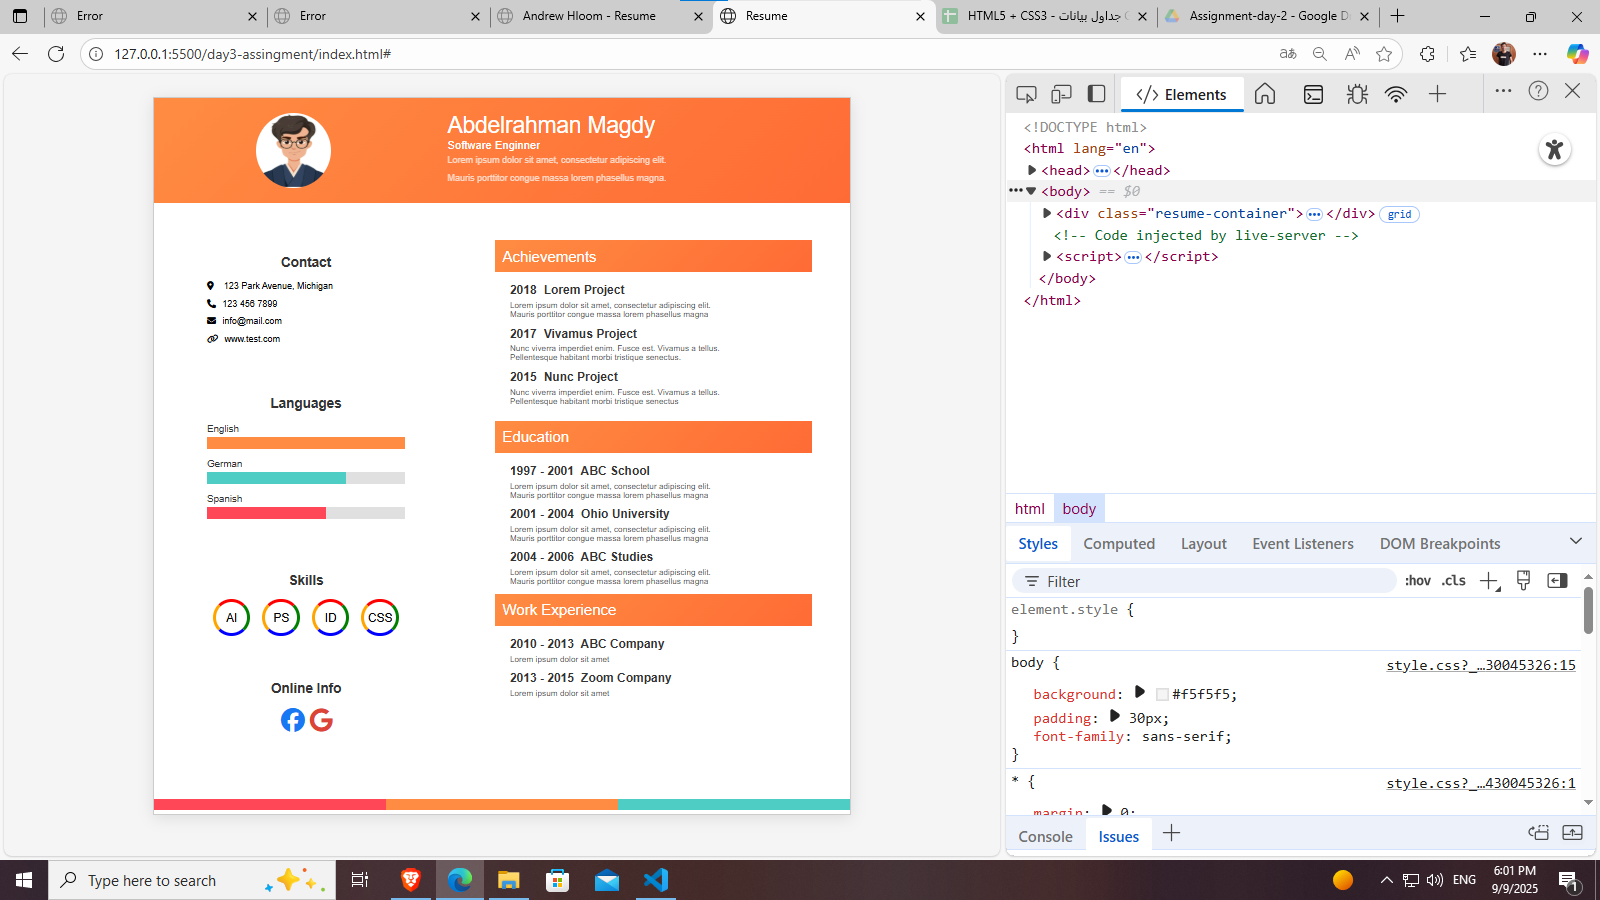 Error
Error
Andrew Hloom - Resume
Resume
HTML5 + CSS3 - جداول بيانات
Assignment-day-2 - Google D
127.0.0.1:5500/day3-assingment/index.html#
Abdelrahman Magdy
Software Enginner
Lorem ipsum dolor sit amet, consectetur adipiscing elit.
Mauris porttitor congue massa lorem phasellus magna.
Contact
123 Park Avenue, Michigan
123 456 7899
info@mail.com
www.test.com
Languages
English
German
Spanish
Skills
AI
PS
ID
CSS
Online Info
Achievements
2018 Lorem Project
Lorem ipsum dolor sit amet, consectetur adipiscing elit.
Mauris porttitor congue massa lorem phasellus magna
2017 Vivamus Project
Nunc viverra imperdiet enim. Fusce est. Vivamus a tellus.
Pellentesque habitant morbi tristique senectus.
2015 Nunc Project
Nunc viverra imperdiet enim. Fusce est. Vivamus a tellus.
Pellentesque habitant morbi tristique senectus
Education
1997 - 2001 ABC School
Lorem ipsum dolor sit amet, consectetur adipiscing elit.
Mauris porttitor congue massa lorem phasellus magna
2001 - 2004 Ohio University
Lorem ipsum dolor sit amet, consectetur adipiscing elit.
Mauris porttitor congue massa lorem phasellus magna
2004 - 2006 ABC Studies
Lorem ipsum dolor sit amet, consectetur adipiscing elit.
Mauris porttitor congue massa lorem phasellus magna
Work Experience
2010 - 2013 ABC Company
Lorem ipsum dolor sit amet
2013 - 2015 Zoom Company
Lorem ipsum dolor sit amet
Elements
<!DOCTYPE html>
<html lang="en">
<head>…</head>
<body> == $0
<div class="resume-container">…</div> grid
<!-- Code injected by live-server -->
<script>…</script>
</body>
</html>
html body
Styles Computed Layout Event Listeners DOM Breakpoints
Filter :hov .cls
element.style {
}
body { style.css?_…30045326:15
background: #f5f5f5;
padding: 30px;
font-family: sans-serif;
}
* { style.css?_…430045326:1
margin: 0;
Console Issues
Type here to search
ENG
6:01 PM
9/9/2025
1